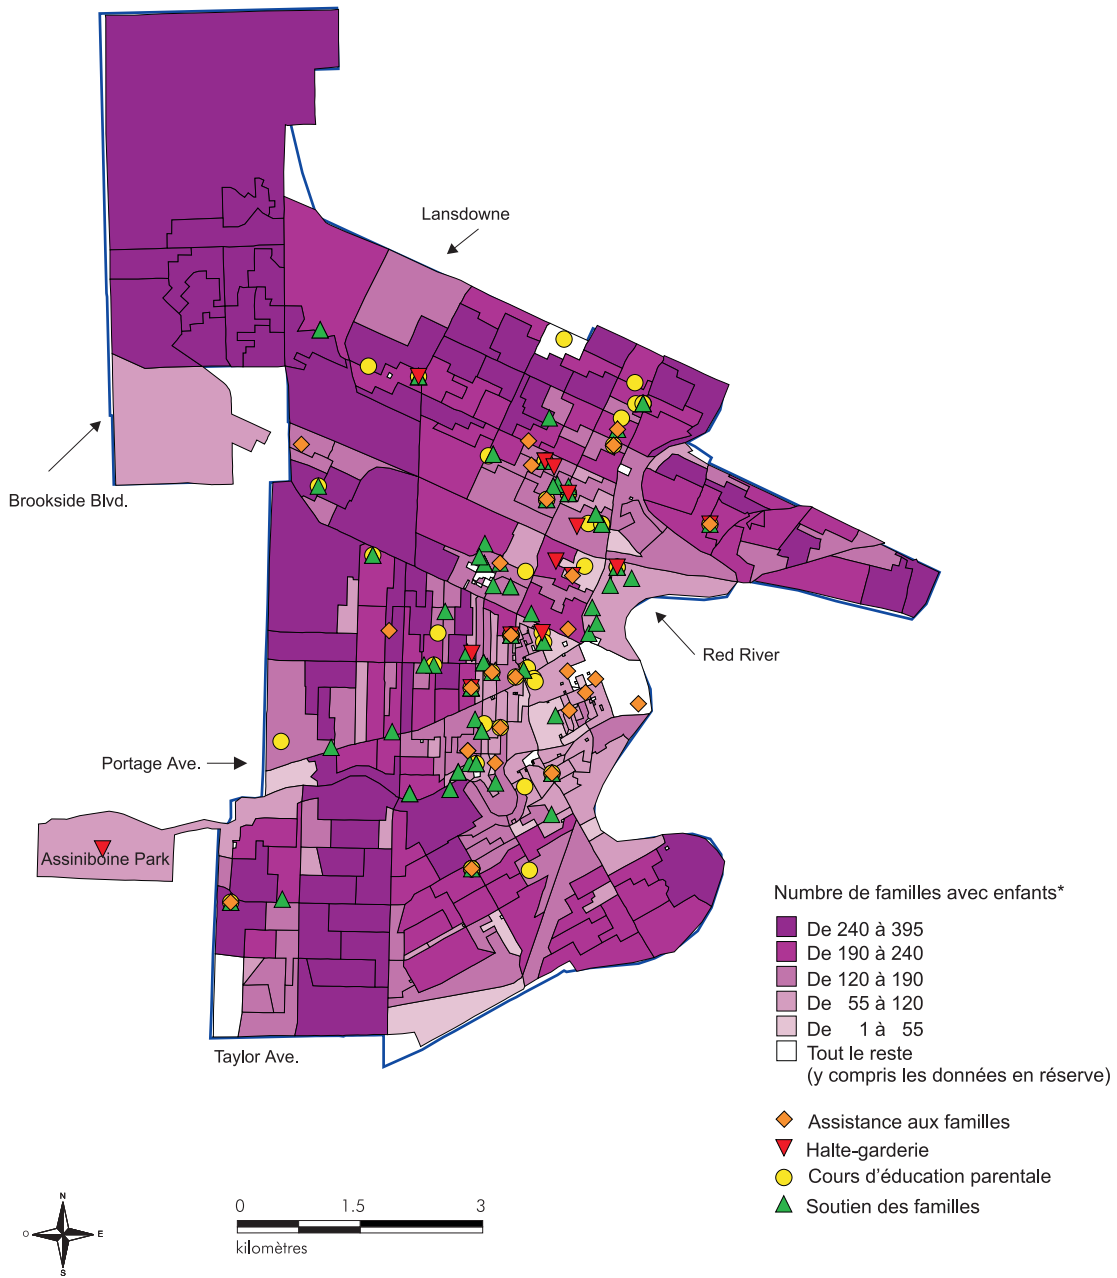 Lansdowne
Brookside Blvd.
Red River
Portage Ave.
Assiniboine Park
Taylor Ave.
Nombre de familles avec enfants*
De 240 à 395
De 190 à 240
De 120 à 190
De 55 à 120
De 1 à 55
Tout le reste
(y compris les données en réserve)
Assistance aux familles
Halte-garderie
Cours d'éducation parentale
Soutien des familles
N
O E
S
0 1.5 3
kilomètres